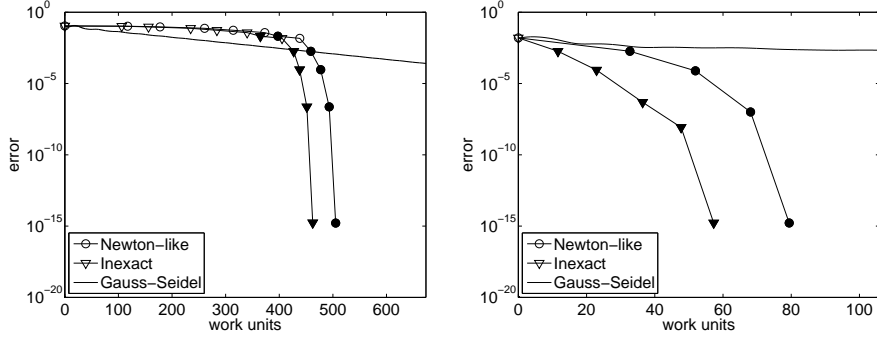 10^0
10^-5
10^-10
10^-15
10^-20
error
0 100 200 300 400 500 600
work units
Newton-like
Inexact
Gauss-Seidel
10^0
10^-5
10^-10
10^-15
10^-20
error
0 20 40 60 80 100
work units
Newton-like
Inexact
Gauss-Seidel